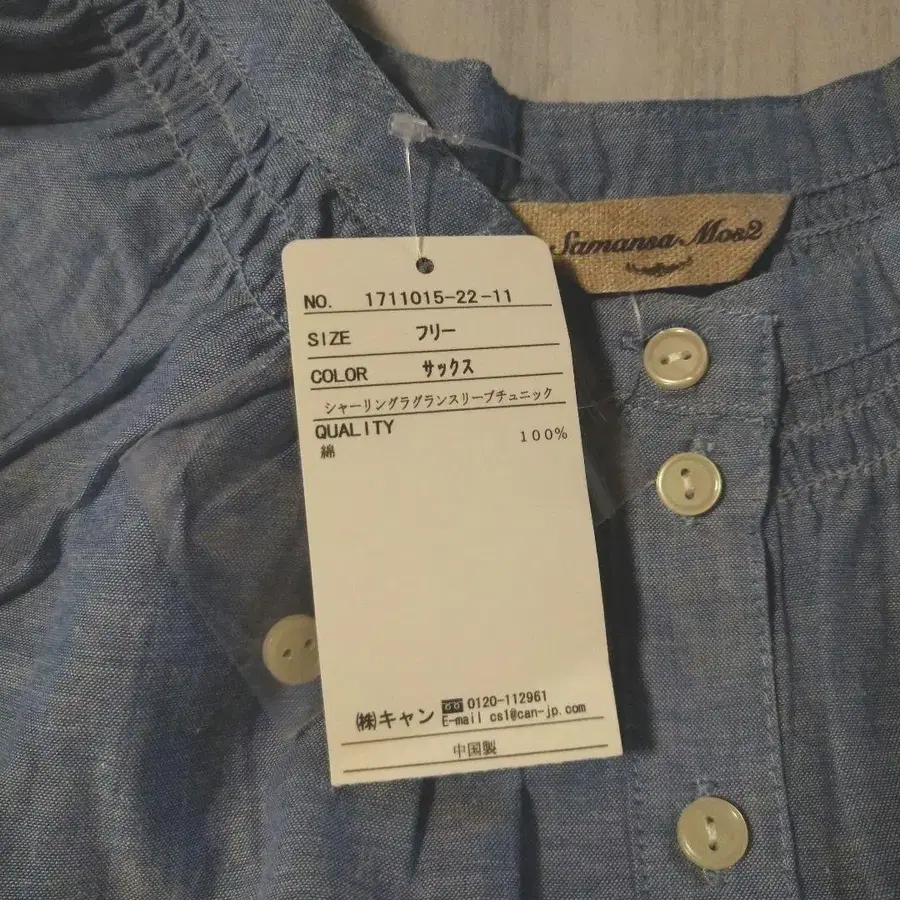 Samansa Mos2
NO. 1711015-22-11
SIZE フリー
COLOR サックス
シャーリングラグランスリーブチュニック
QUALITY
綿 100%
㈱キャン 0120-112961
E-mail cs1@can-jp.com
中国製